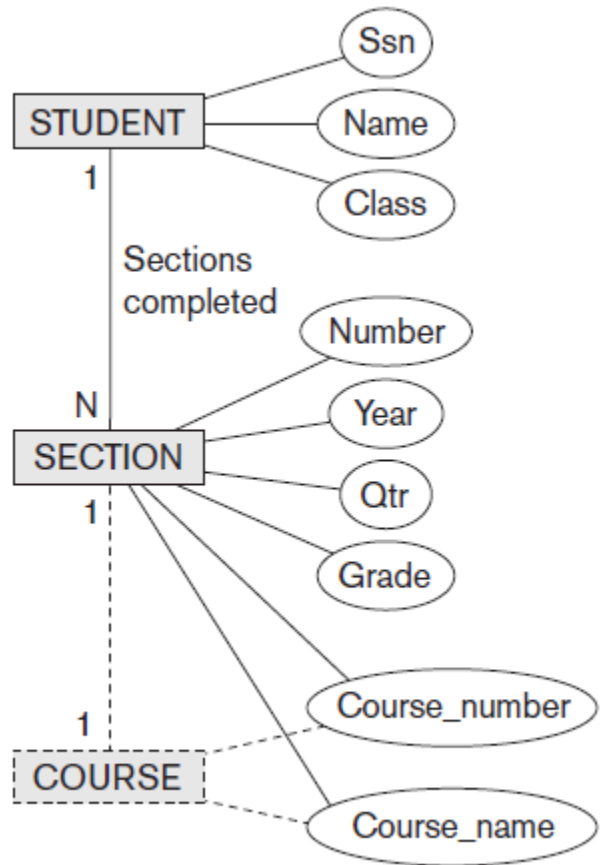 Ssn
STUDENT
Name
1
Class
Sections
completed
Number
N
Year
SECTION
Qtr
1
Grade
Course_number
1
COURSE
Course_name